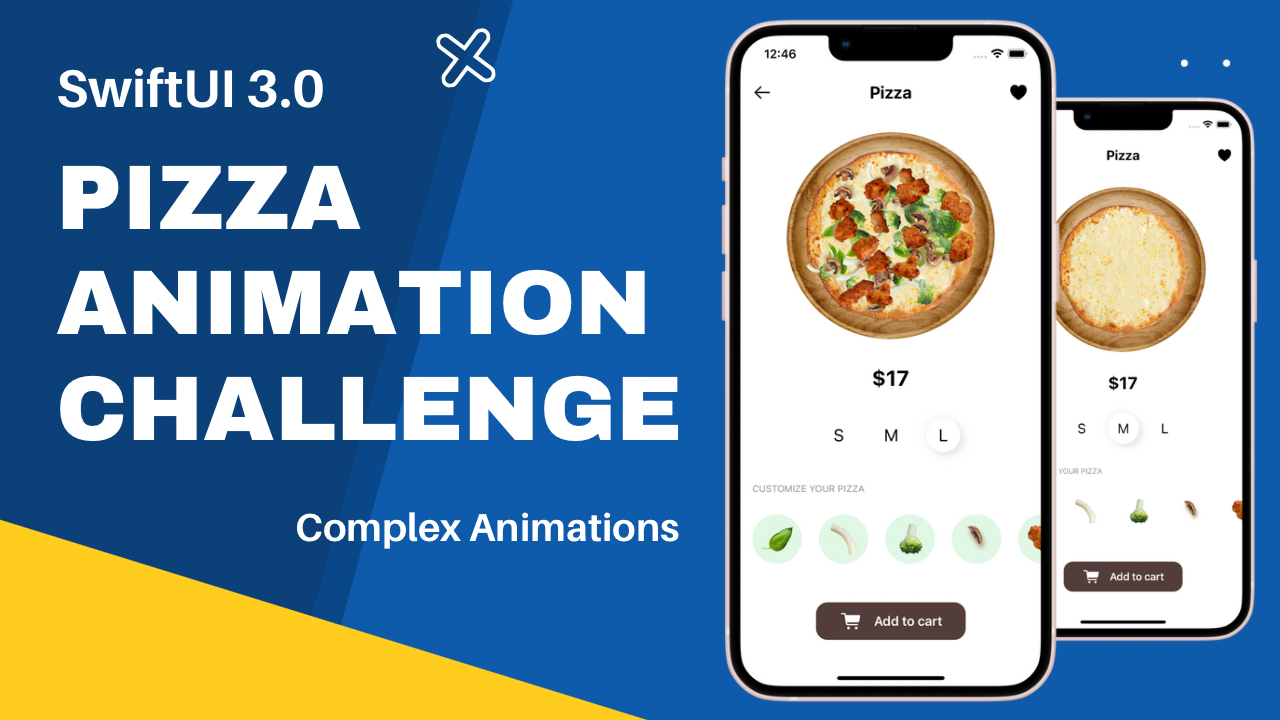 SwiftUI 3.0
PIZZA
ANIMATION
CHALLENGE
Complex Animations
12:46
Pizza
$17
S M L
CUSTOMIZE YOUR PIZZA
Add to cart
Pizza
$17
S M L
YOUR PIZZA
Add to cart